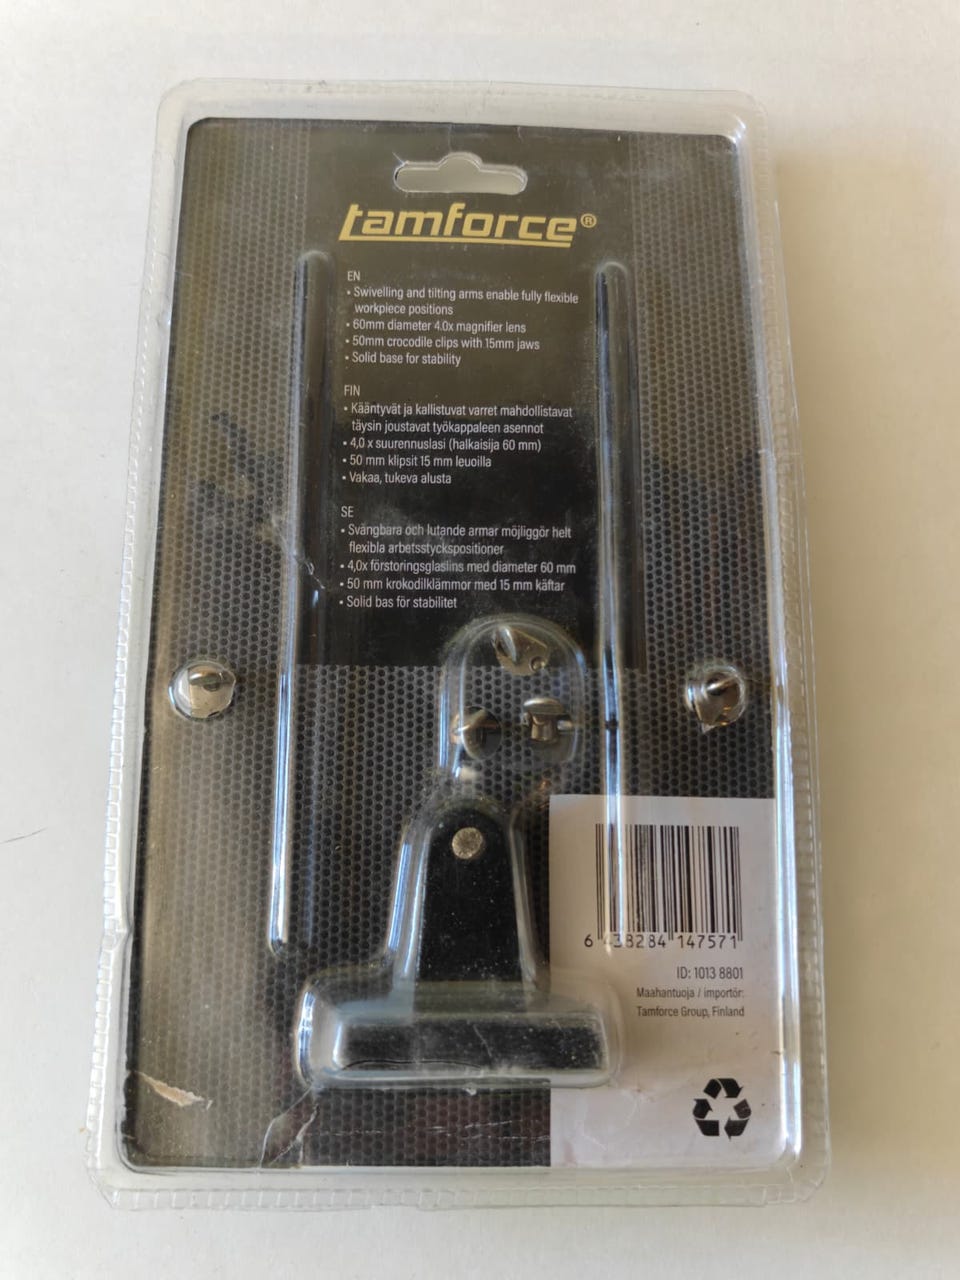 tamforce®
EN
• Swivelling and tilting arms enable fully flexible
workpiece positions
• 60mm diameter 4.0x magnifier lens
• 50mm crocodile clips with 15mm jaws
• Solid base for stability
FIN
• Kääntyvät ja kallistuvat varret mahdollistavat
täysin joustavat työkappaleen asennot
• 4,0 x suurennuslasi (halkaisija 60 mm)
• 50 mm klipsit 15 mm leuoilla
• Vakaa, tukeva alusta
SE
• Svängbara och lutande armar möjliggör helt
flexibla arbetsstyckspositioner
• 4,0x förstoringsglaslins med diameter 60 mm
• 50 mm krokodilklämmor med 15 mm käftar
• Solid bas för stabilitet
6 438284 147571
ID: 1013 8801
Maahantuoja / importör:
Tamforce Group, Finland